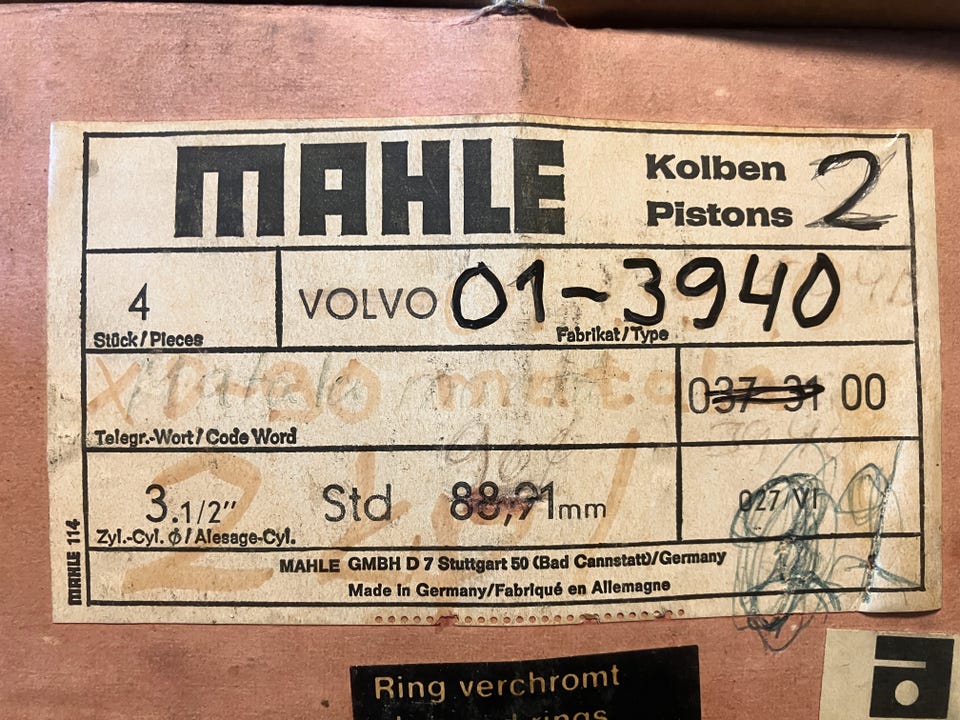 MAHLE
Kolben
Pistons 2
4
Stück/Pieces
VOLVO 01-3940
Fabrikat/Type
037 31 00
Telegr.-Wort/Code Word
3.1/2" Std 88,91mm
Zyl.-Cyl. ϕ/Alesage-Cyl.
027/VI
MAHLE GMBH D 7 Stuttgart 50 (Bad Cannstatt)/Germany
Made in Germany/Fabriqué en Allemagne
MAHLE 114
Ring verchromt